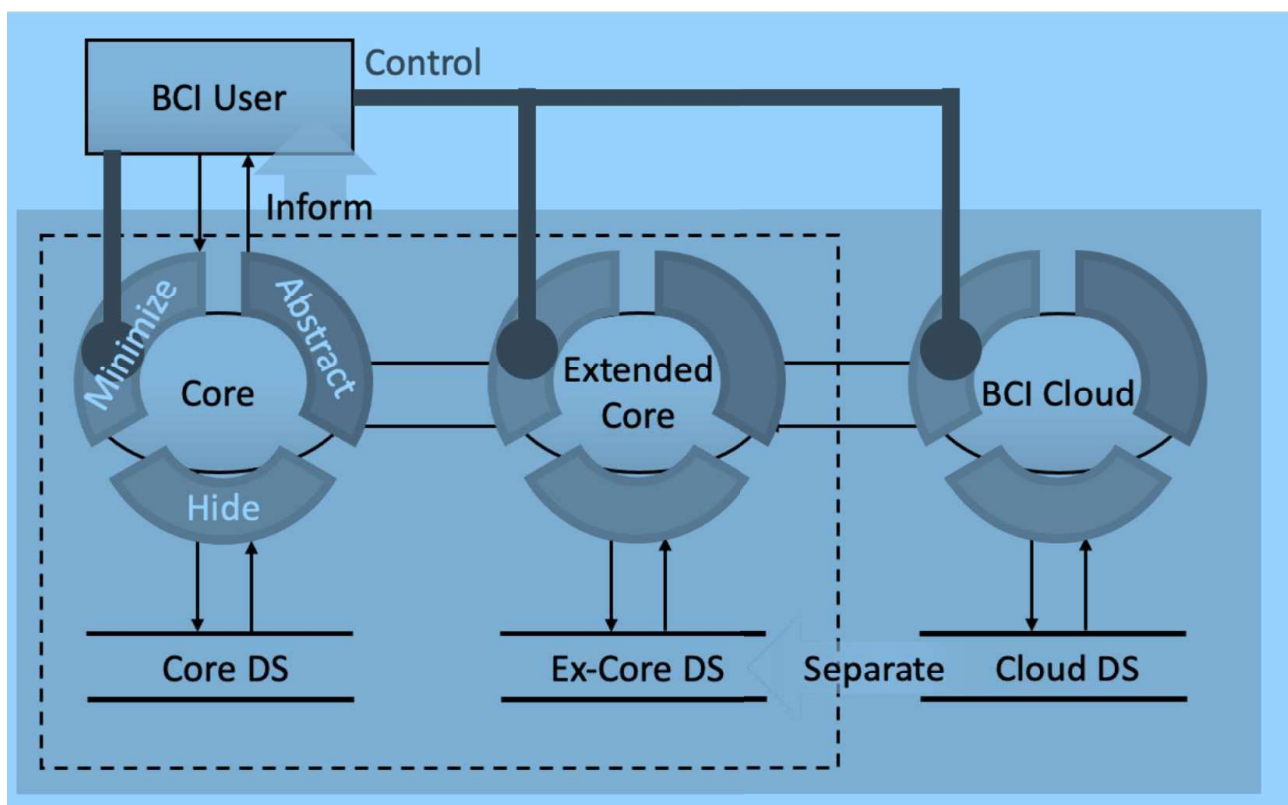 BCI User
Control
Inform
Minimize
Abstract
Core
Hide
Extended
Core
BCI Cloud
Core DS
Ex-Core DS
Separate
Cloud DS